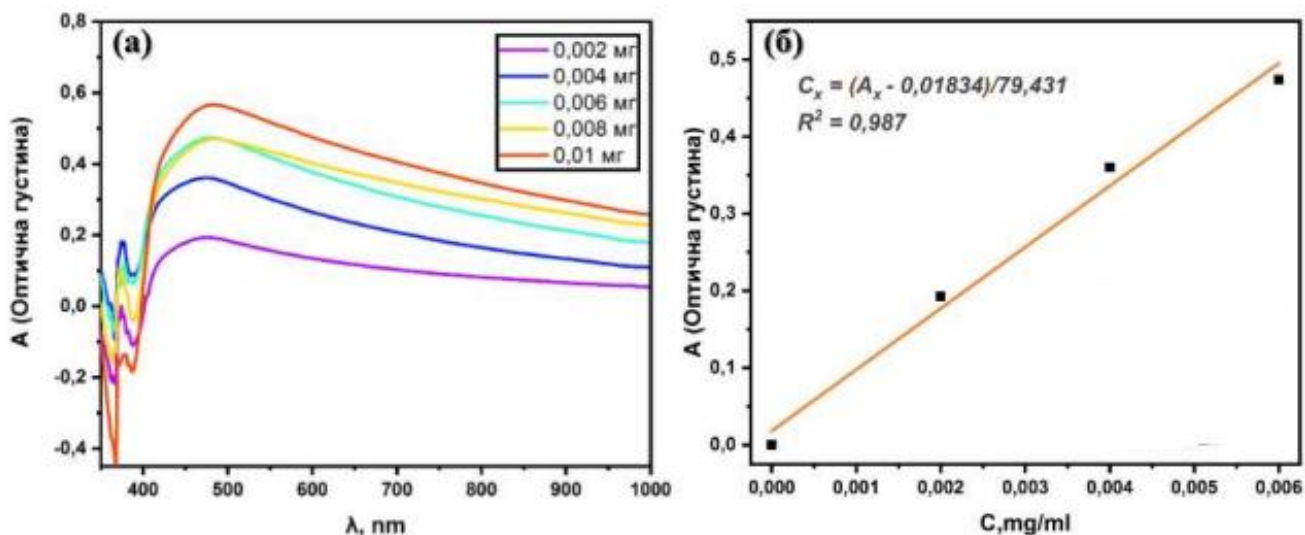 (а)
0,002 мг
0,004 мг
0,006 мг
0,008 мг
0,01 мг
А (Оптична густина)
0,8
0,6
0,4
0,2
0,0
-0,2
-0,4
400 500 600 700 800 900 1000
λ, nm
(б)
Cₓ = (Aₓ - 0,01834)/79,431
R² = 0,987
А (Оптична густина)
0,5
0,4
0,3
0,2
0,1
0,0
0,000 0,001 0,002 0,003 0,004 0,005 0,006
C,mg/ml